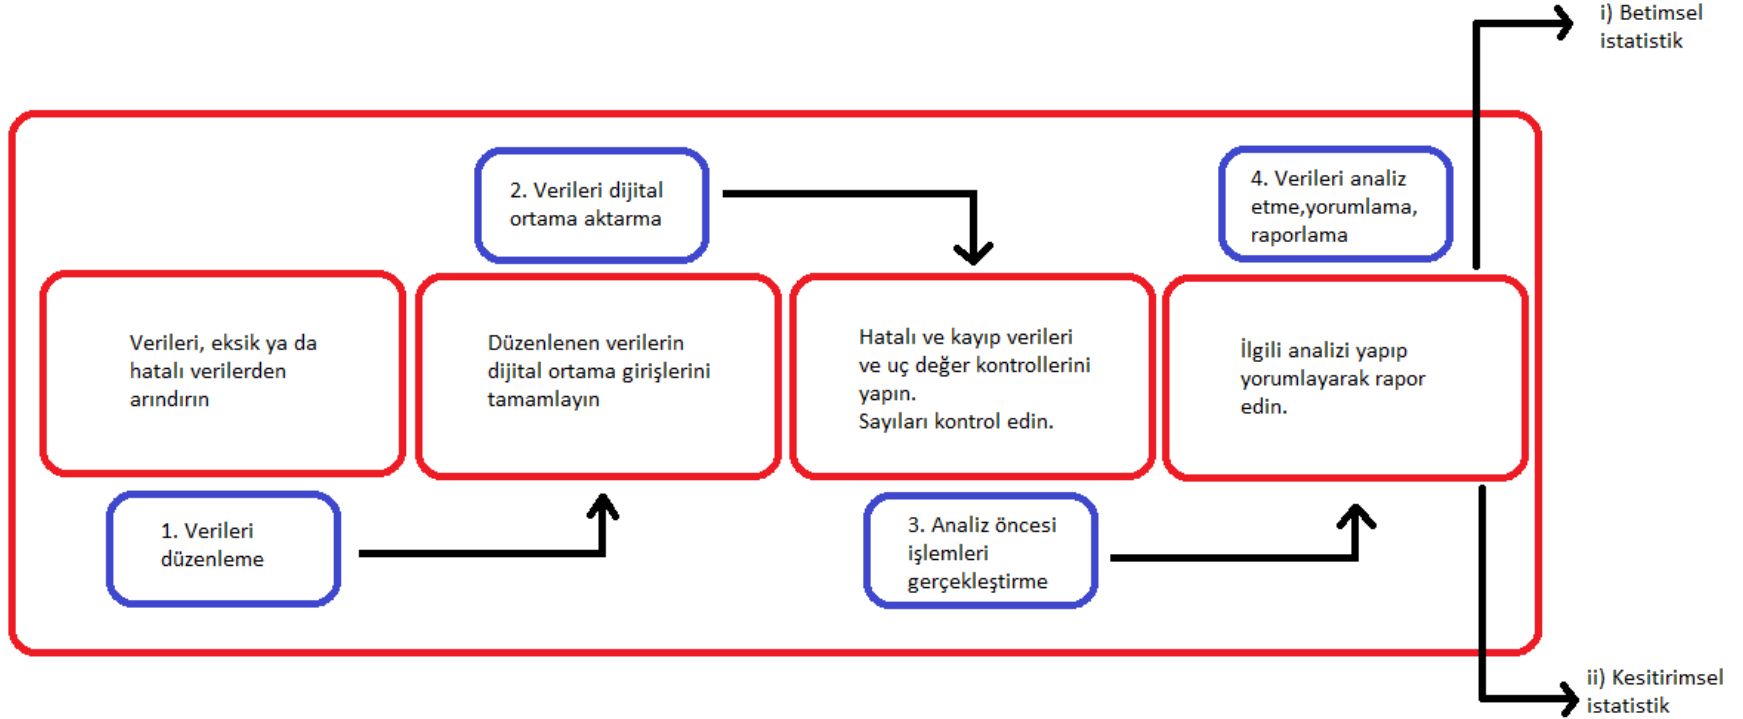 i) Betimsel
istatistik
2. Verileri dijital
ortama aktarma
4. Verileri analiz
etme,yorumlama,
raporlama
Verileri, eksik ya da
hatalı verilerden
arındırın
Düzenlenen verilerin
dijital ortama girişlerini
tamamlayın
Hatalı ve kayıp verileri
ve uç değer kontrollerini
yapın.
Sayıları kontrol edin.
İlgili analizi yapıp
yorumlayarak rapor
edin.
1. Verileri
düzenleme
3. Analiz öncesi
işlemleri
gerçekleştirme
ii) Kesitirimsel
istatistik